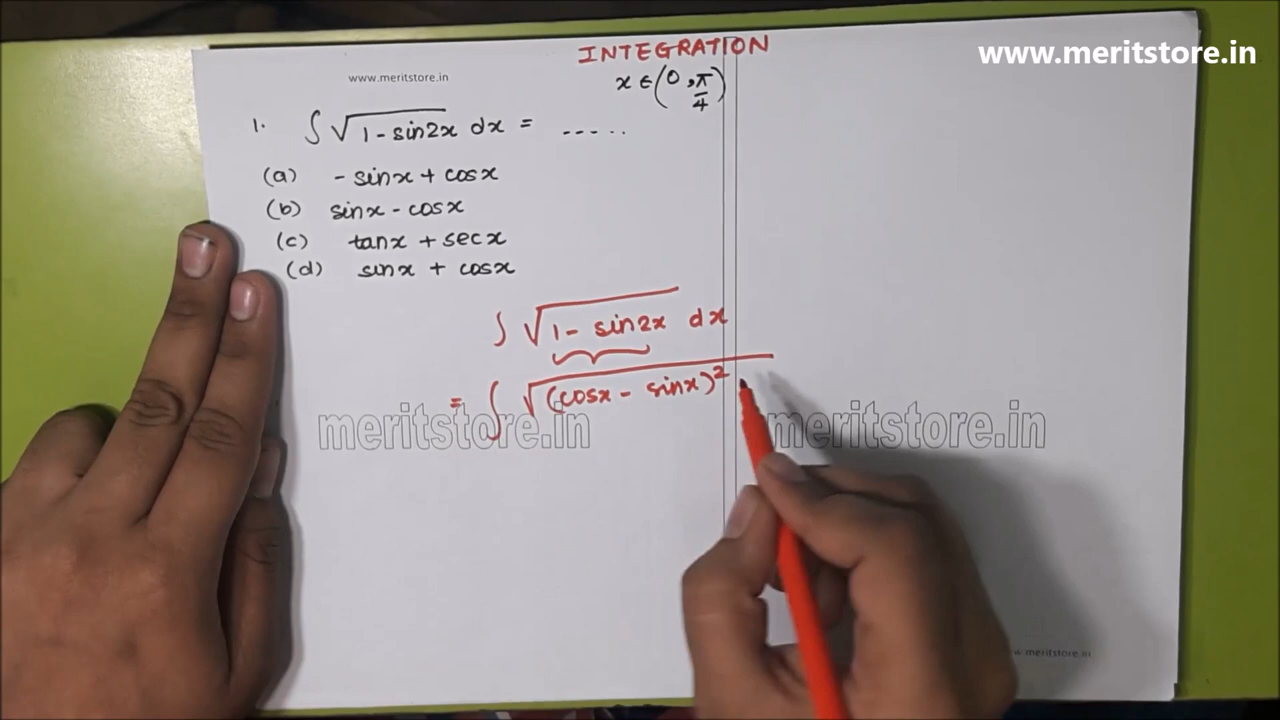 www.meritstore.in
INTEGRATION
www.meritstore.in
x ∈ (0, π/4)
1. ∫ √(1 - sin2x) dx = -----
(a) - sinx + cosx
(b) sinx - cosx
(c) tanx + secx
(d) sinx + cosx
∫ √(1 - sin2x) dx
= ∫ √((cosx - sinx)²
meritstore.in meritstore.in
www.meritstore.in